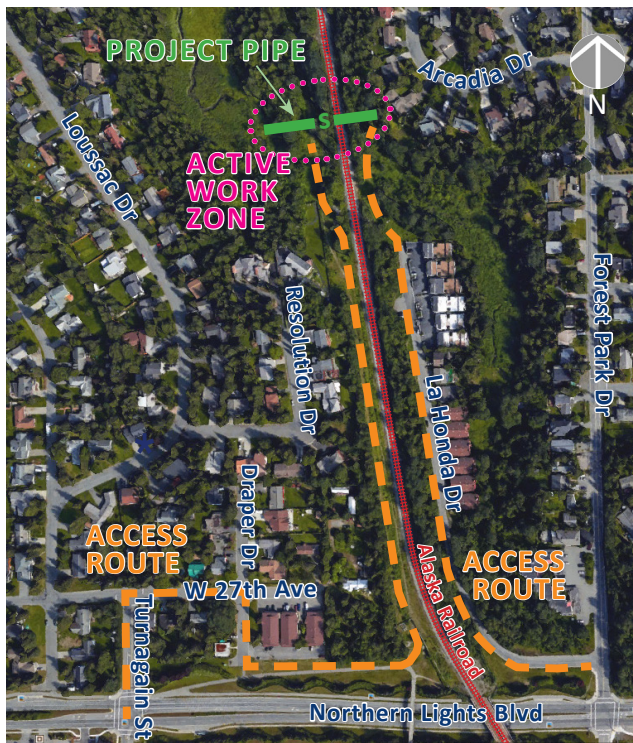 PROJECT PIPE
Arcadia Dr
N
S
Loussac Dr
ACTIVE
WORK
ZONE
Forest Park Dr
Resolution Dr
La Honda Dr
Draper Dr
ACCESS
ROUTE
Alaska Railroad
ACCESS
ROUTE
W 27th Ave
Turnagain St
Northern Lights Blvd